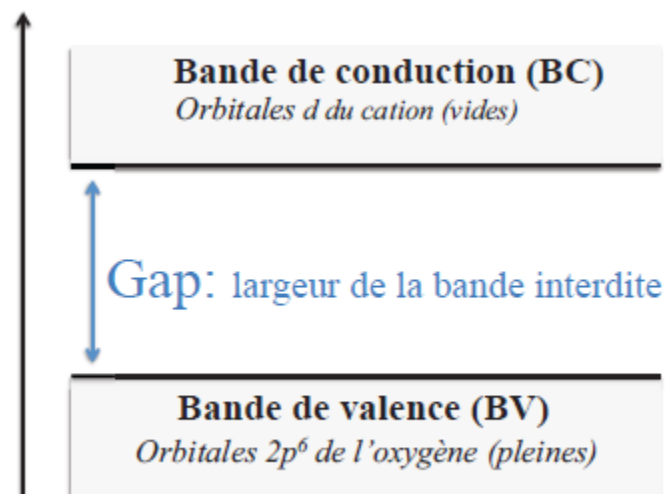 Bande de conduction (BC)
Orbitales d du cation (vides)
Gap: largeur de la bande interdite
Bande de valence (BV)
Orbitales 2p⁶ de l’oxygène (pleines)